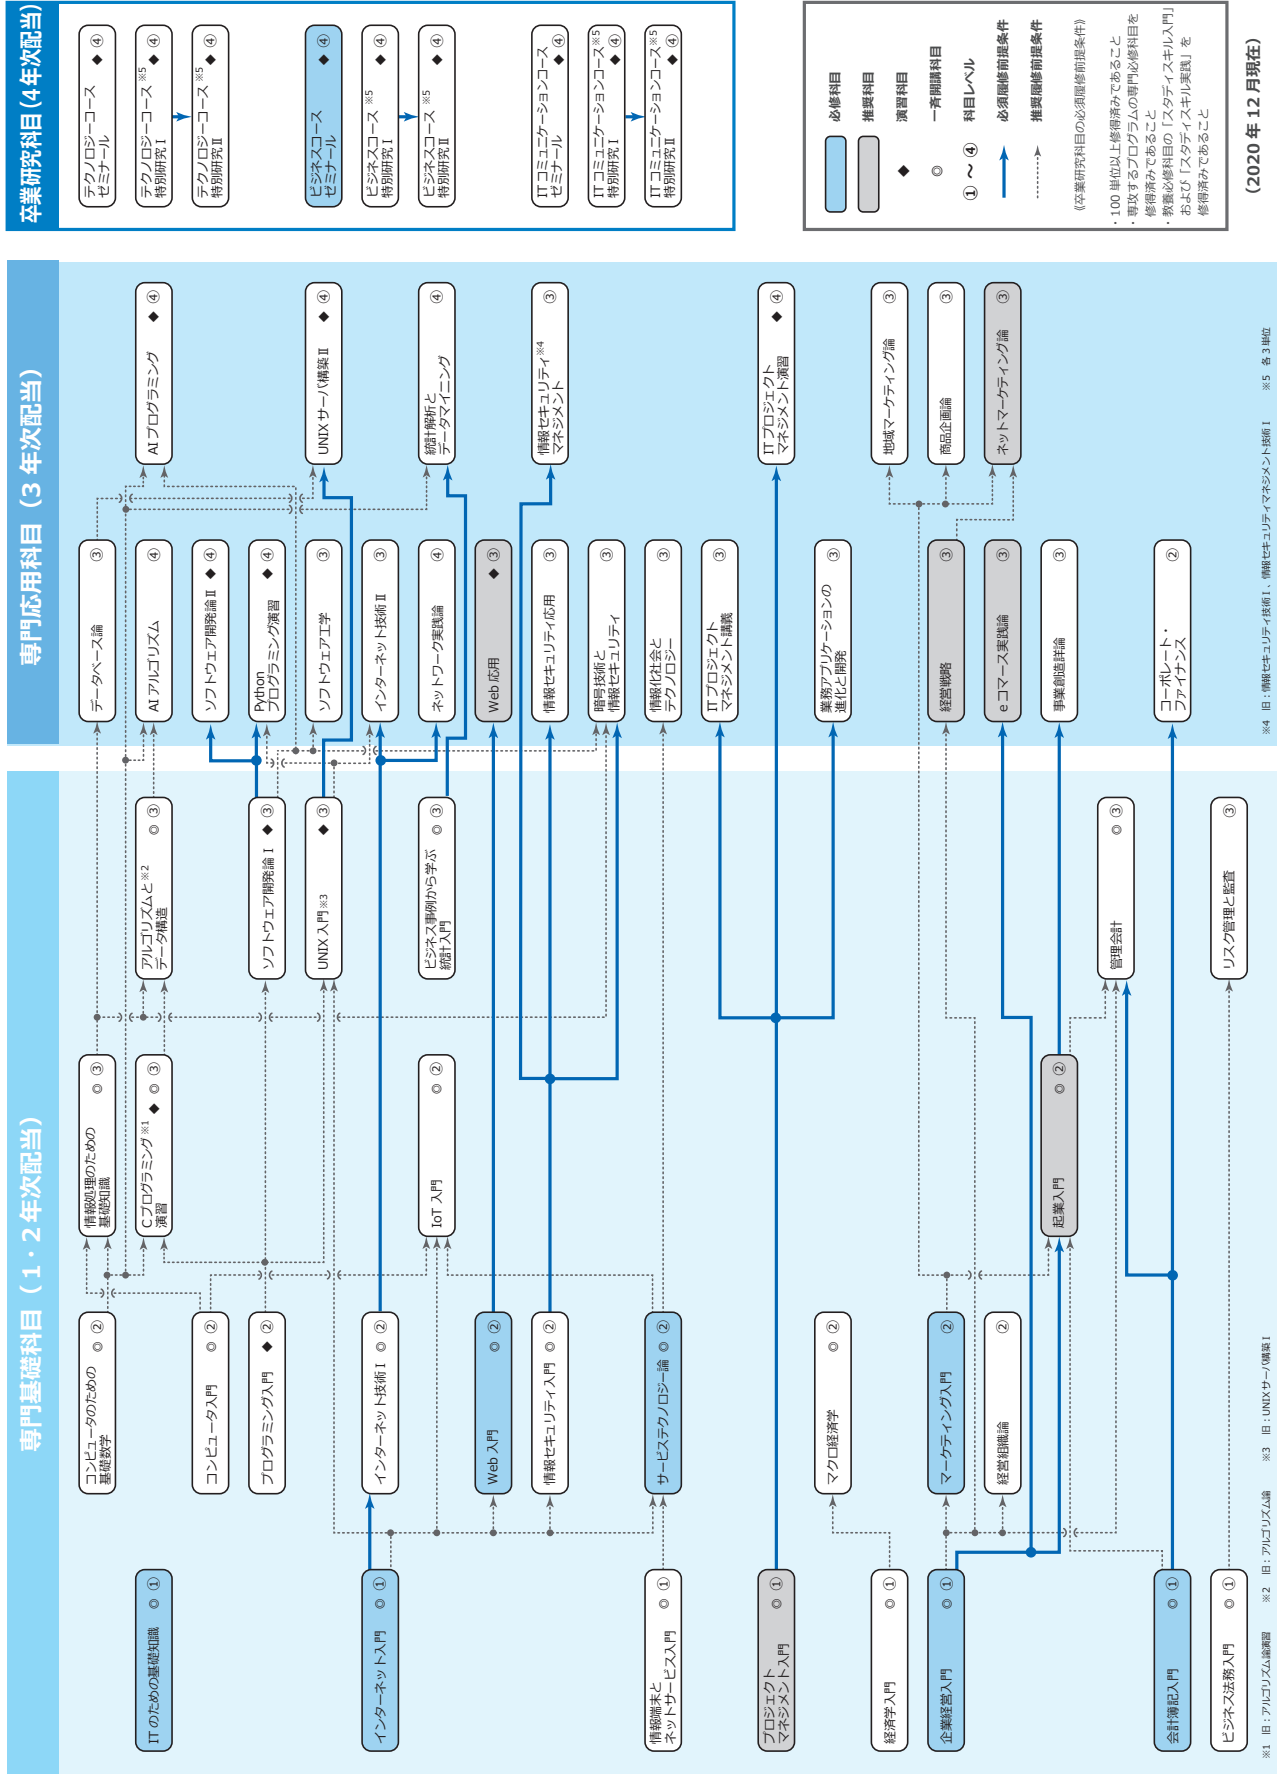 専門基礎科目（1・2年次配当）
ITのための基礎知識 ◎ ①
インターネット入門 ◎ ①
情報端末と
ネットサービス入門 ◎ ①
プロジェクト
マネジメント入門 ◎ ①
経済学入門 ◎ ①
企業経営入門 ◎ ①
会計簿記入門 ◎ ①
ビジネス法務入門 ◎ ①
コンピュータのための
基礎数学 ◎ ②
コンピュータ入門 ◎ ②
プログラミング入門 ◆ ②
インターネット技術Ⅰ ◎ ②
Web 入門 ◎ ②
情報セキュリティ入門 ◎ ②
サービステクノロジー論 ◎ ②
マクロ経済学 ◎ ②
マーケティング入門 ②
経営組織論 ②
情報処理のための
基礎知識 ◎ ③
Cプログラミング※1
演習 ◆ ◎ ③
IoT 入門 ◎ ②
起業入門 ◎ ②
アルゴリズムと※2
データ構造 ◎ ③
ソフトウェア開発論Ⅰ ◆ ③
UNIX 入門※3 ◆ ③
ビジネス事例から学ぶ
統計入門 ◎ ③
管理会計 ◎ ③
リスク管理と監査 ③
専門応用科目（3 年次配当）
データベース論 ③
AI アルゴリズム ④
ソフトウェア開発論Ⅱ ◆ ④
Python
プログラミング演習 ◆ ④
ソフトウェア工学 ③
インターネット技術Ⅱ ③
ネットワーク実践論 ④
Web 応用 ◆ ③
情報セキュリティ応用 ③
暗号技術と
情報セキュリティ ③
情報化社会と
テクノロジー ③
ITプロジェクト
マネジメント講義 ③
業務アプリケーションの
進化と開発 ③
経営戦略 ③
eコマース実践論 ③
事業創造詳論 ③
コーポレート・
ファイナンス ②
AI プログラミング ◆ ④
UNIX サーバ構築Ⅱ ◆ ④
統計解析と
データマイニング ④
情報セキュリティ※4
マネジメント ③
ITプロジェクト
マネジメント演習 ◆ ④
地域マーケティング論 ③
商品企画論 ③
ネットマーケティング論 ③
卒業研究科目（4年次配当）
テクノロジーコース
ゼミナール ◆ ④
テクノロジーコース ※5
特別研究Ⅰ ◆ ④
テクノロジーコース ※5
特別研究Ⅱ ◆ ④
ビジネスコース
ゼミナール ◆ ④
ビジネスコース ※5
特別研究Ⅰ ◆ ④
ビジネスコース ※5
特別研究Ⅱ ◆ ④
ITコミュニケーションコース
ゼミナール ◆ ④
ITコミュニケーションコース※5
特別研究Ⅰ ◆ ④
ITコミュニケーションコース※5
特別研究Ⅱ ◆ ④
必修科目
推奨科目
◆ 演習科目
◎ 一斉開講科目
①～④ 科目レベル
必須履修前提条件
推奨履修前提条件
《卒業研究科目の必須履修前提条件》
・100 単位以上修得済みであること
・専攻するプログラムの専門必修科目を
修得済みであること
・教養必修科目の「スタディスキル入門」
および「スタディスキル実践」を
修得済みであること
（2020 年 12 月現在）
※1　旧：アルゴリズム論演習　※2　旧：アルゴリズム論　※3　旧：UNIXサーバ構築Ⅰ
※4　旧：情報セキュリティ技術Ⅰ、情報セキュリティマネジメント技術Ⅰ　※5　各3単位